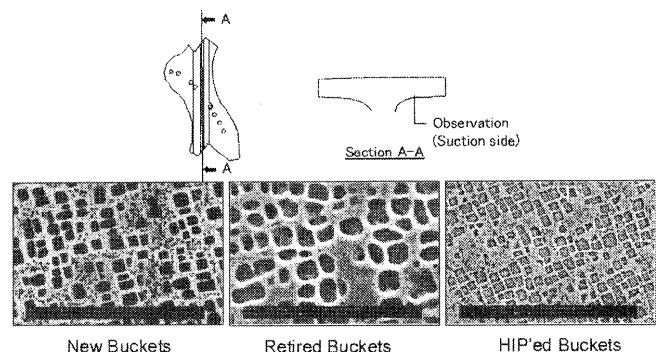 A
Observation
(Suction side)
Section A-A
A
New Buckets
Retired Buckets
HIP'ed Buckets